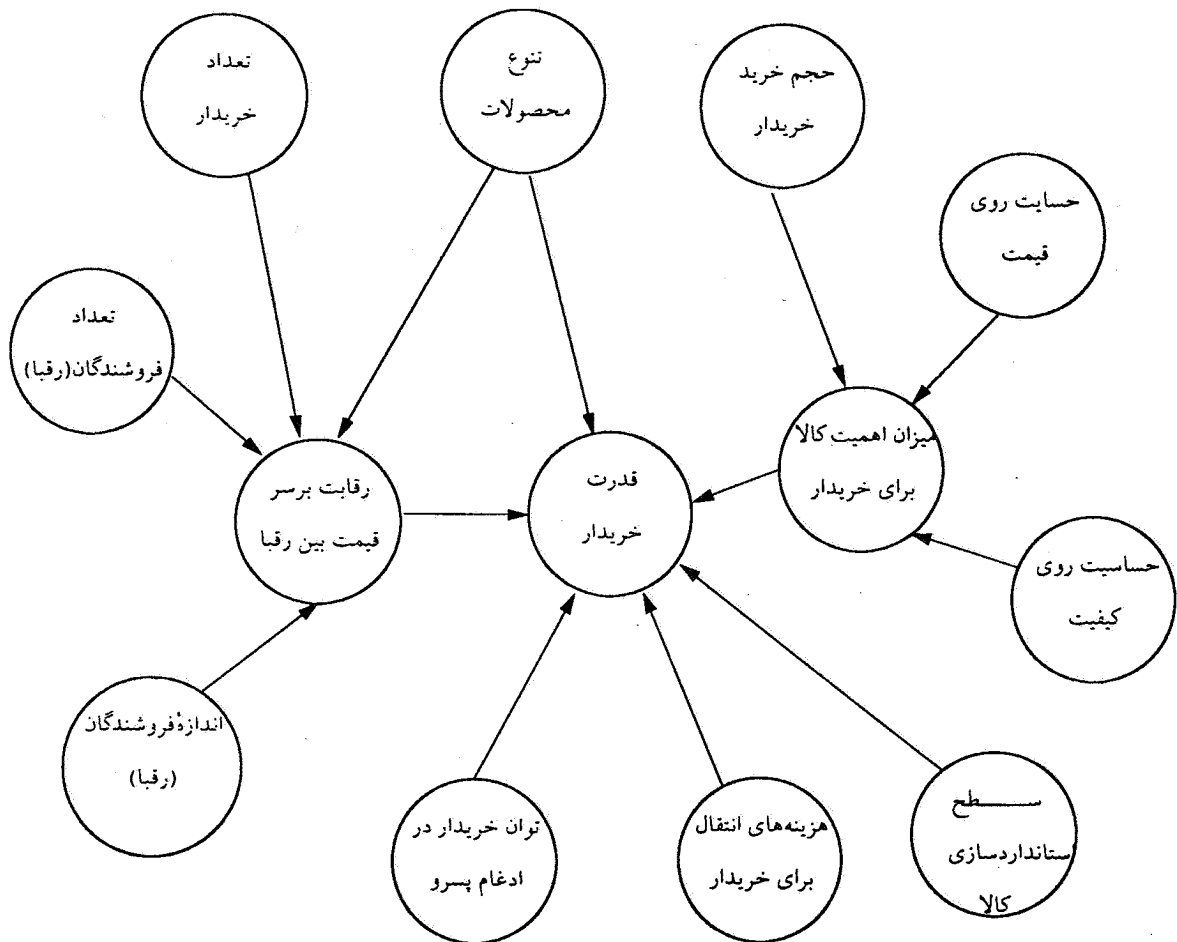 تعداد
خریدار
تنوع
محصولات
حجم خرید
خریدار
حسایت روی
قیمت
تعداد
فروشندگان(رقبا)
رقابت برسر
قیمت بین رقبا
قدرت
خریدار
میزان اهمیت کالا
برای خریدار
حساسیت روی
کیفیت
اندازهٔفروشندگان
(رقبا)
توان خریدار در
ادغام پسرو
هزینه‌های انتقال
برای خریدار
سطح
استانداردسازی
کالا